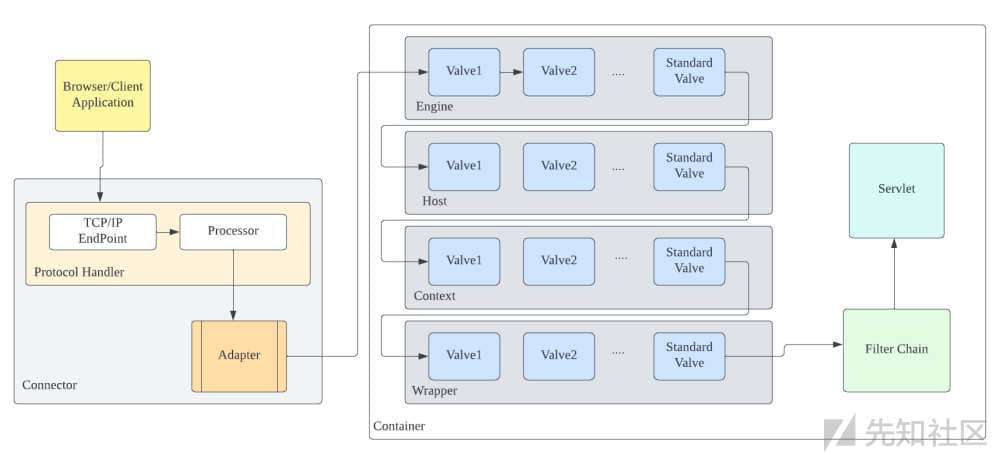 Browser/Client
Application
TCP/IP
EndPoint
Processor
Protocol Handler
Adapter
Connector
Valve1
Valve2
....
Standard
Valve
Engine
Valve1
Valve2
....
Standard
Valve
Host
Valve1
Valve2
....
Standard
Valve
Context
Valve1
Valve2
....
Standard
Valve
Wrapper
Servlet
Filter Chain
Container
先知社区